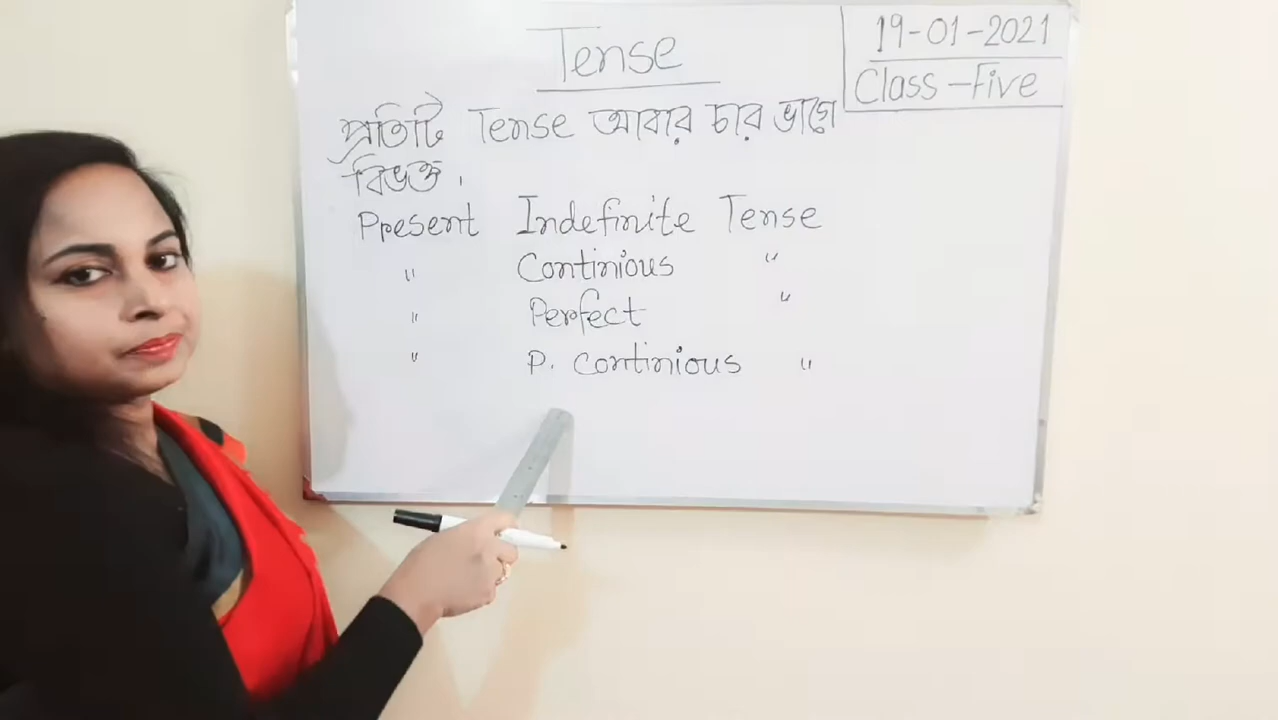 Tense
19-01-2021
Class-Five
প্রতিটি Tense আবার চার ভাগে
বিভক্ত.
Present Indefinite Tense
" Continious "
" Perfect "
" P. continious "